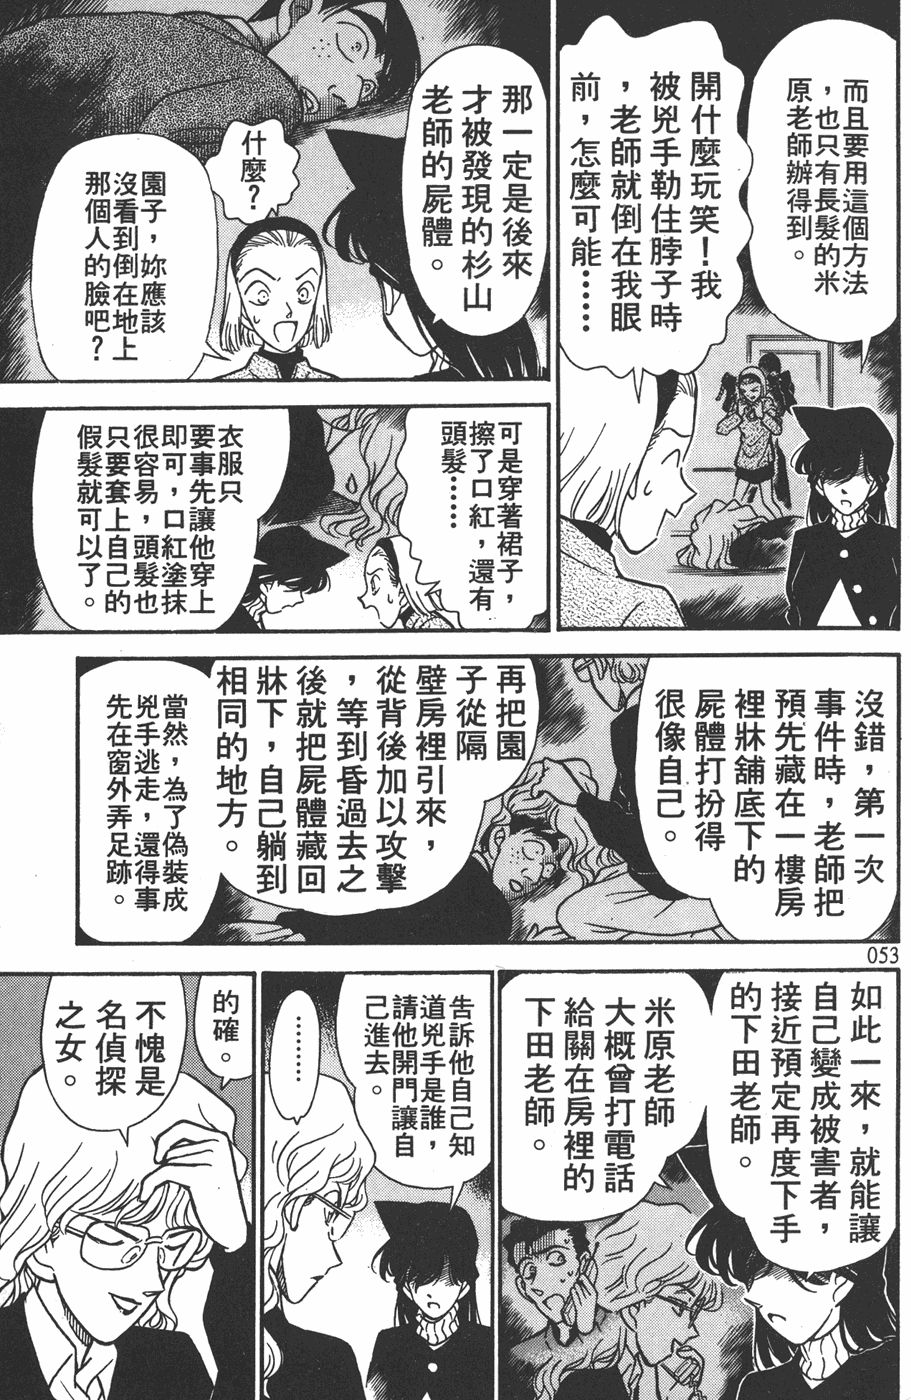 而且要用這個方法
，也只有長髮的米
原老師辦得到。
開什麼玩笑！我
被兇手勒住脖子時
，老師就倒在我眼
前，怎麼可能……
那一定是後來
才被發現的杉山
老師的屍體。
什麼？
園子，妳應該
沒看到倒在地上
那個人的臉吧？
可是穿著裙子，
擦了口紅，還有
頭髮……
衣服只
要事先讓他穿上
即可，口紅塗抹
很容易，頭髮也
只要套上自己的
假髮就可以了。
沒錯，第一次
事件時，老師把
預先藏在一樓房
裡牀舖底下的
屍體打扮得
很像自己。
再把園
子從隔
壁房裡引來，
從背後加以攻擊
，等到昏過去之
後就把屍體藏回
牀下，自己躺到
相同的地方。
當然，為了偽裝成
兇手逃走，還得事
先在窗外弄足跡。
053
如此一來，就能讓
自己變成被害者，
接近預定再度下手
的下田老師。
米原老師
大概曾打電話
給關在房裡的
下田老師。
告訴他自己知
道兇手是誰，
請他開門讓自
己進去。
………
的確。
不愧是
名偵探
之女。